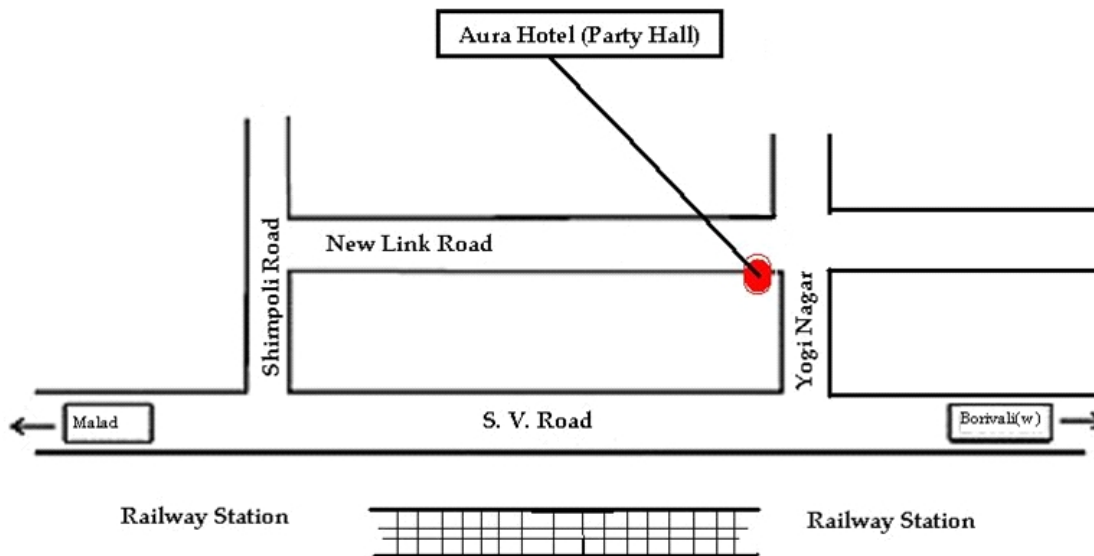 Aura Hotel (Party Hall)
New Link Road
Shimpoli Road
Yogi Nagar
Malad
S. V. Road
Borivali(w)
Railway Station
Railway Station